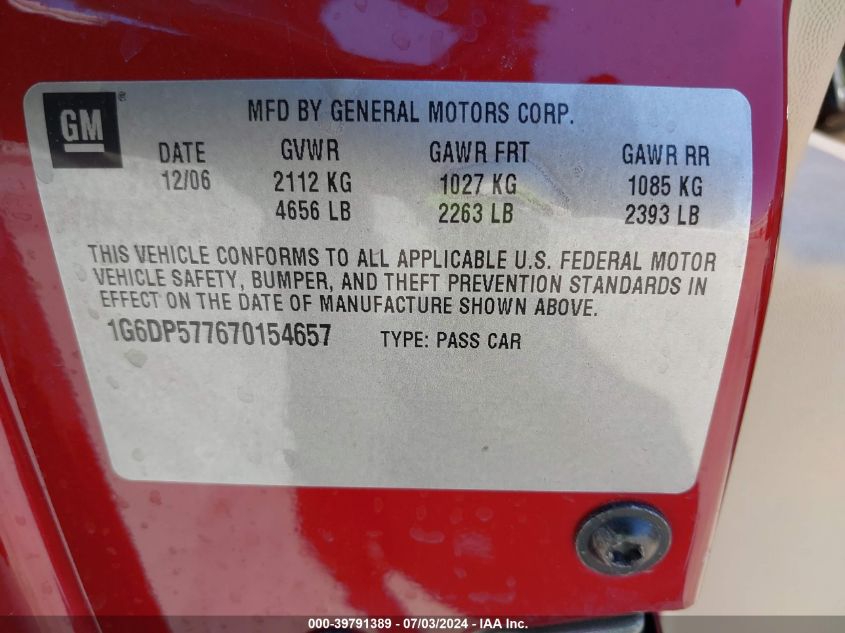 GM ®
MFD BY GENERAL MOTORS CORP.
DATE GVWR GAWR FRT GAWR RR
12/06 2112 KG 1027 KG 1085 KG
4656 LB 2263 LB 2393 LB
THIS VEHICLE CONFORMS TO ALL APPLICABLE U.S. FEDERAL MOTOR
VEHICLE SAFETY, BUMPER, AND THEFT PREVENTION STANDARDS IN
EFFECT ON THE DATE OF MANUFACTURE SHOWN ABOVE.
1G6DP577670154657 TYPE: PASS CAR
000-39791389 - 07/03/2024 - IAA Inc.